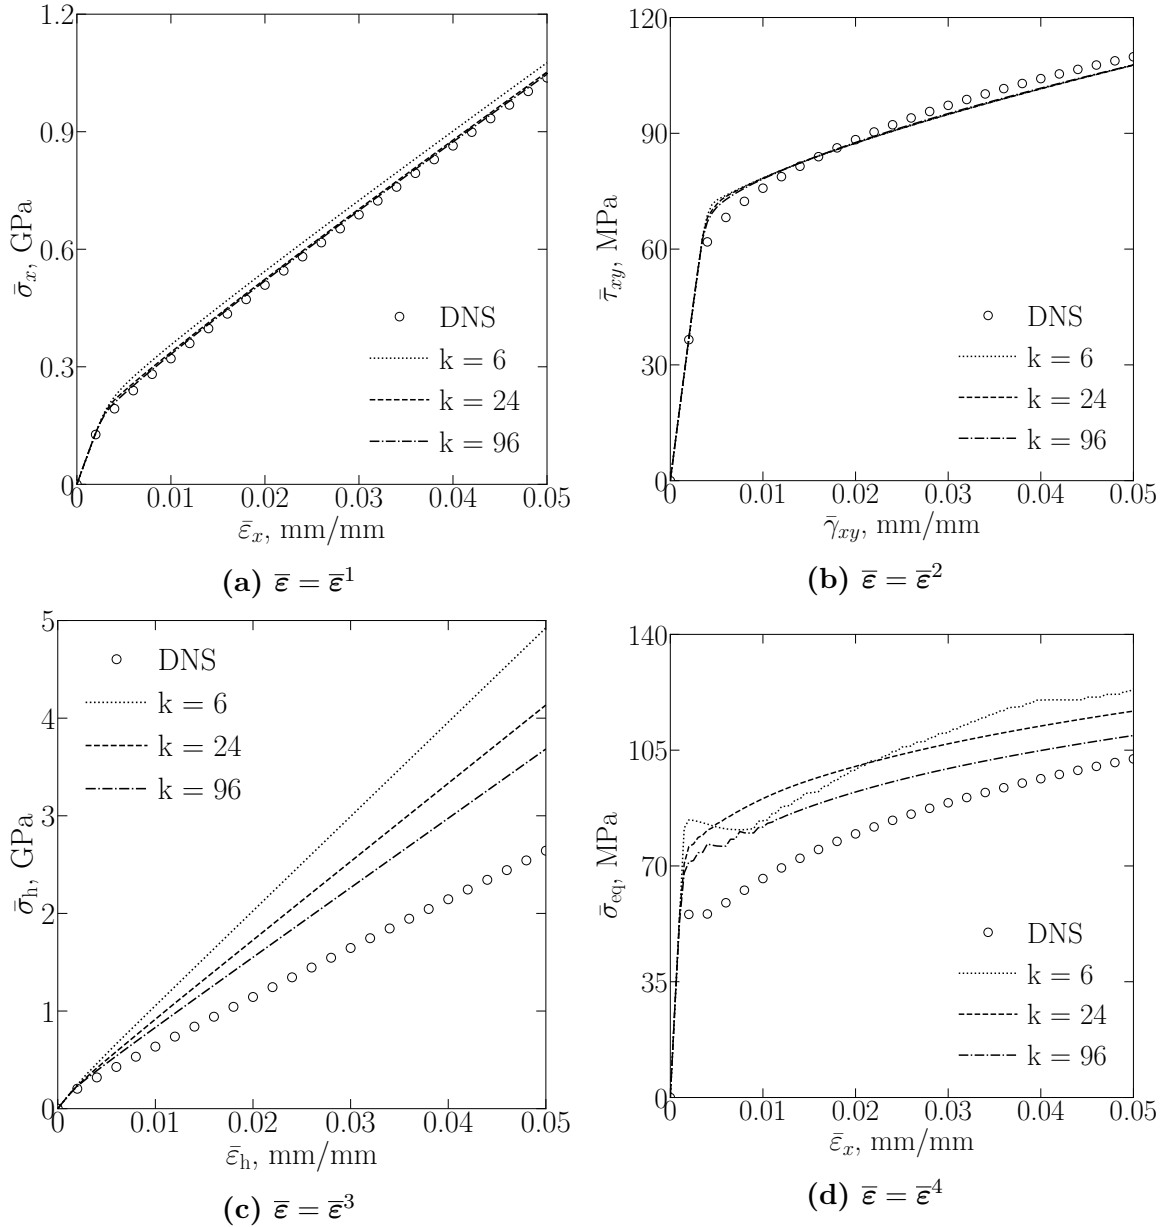 1.2
0.9
0.6
0.3
0
σ̄x, GPa
DNS
k = 6
k = 24
k = 96
0.01 0.02 0.03 0.04 0.05
ε̄x, mm/mm
(a) ε̄ = ε̄¹
120
90
60
30
0
τ̄xy, MPa
DNS
k = 6
k = 24
k = 96
0 0.01 0.02 0.03 0.04 0.05
γ̄xy, mm/mm
(b) ε̄ = ε̄²
5
4
3
2
1
0
σ̄h, GPa
DNS
k = 6
k = 24
k = 96
0 0.01 0.02 0.03 0.04 0.05
ε̄h, mm/mm
(c) ε̄ = ε̄³
140
105
70
35
0
σ̄eq, MPa
DNS
k = 6
k = 24
k = 96
0 0.01 0.02 0.03 0.04 0.05
ε̄x, mm/mm
(d) ε̄ = ε̄⁴